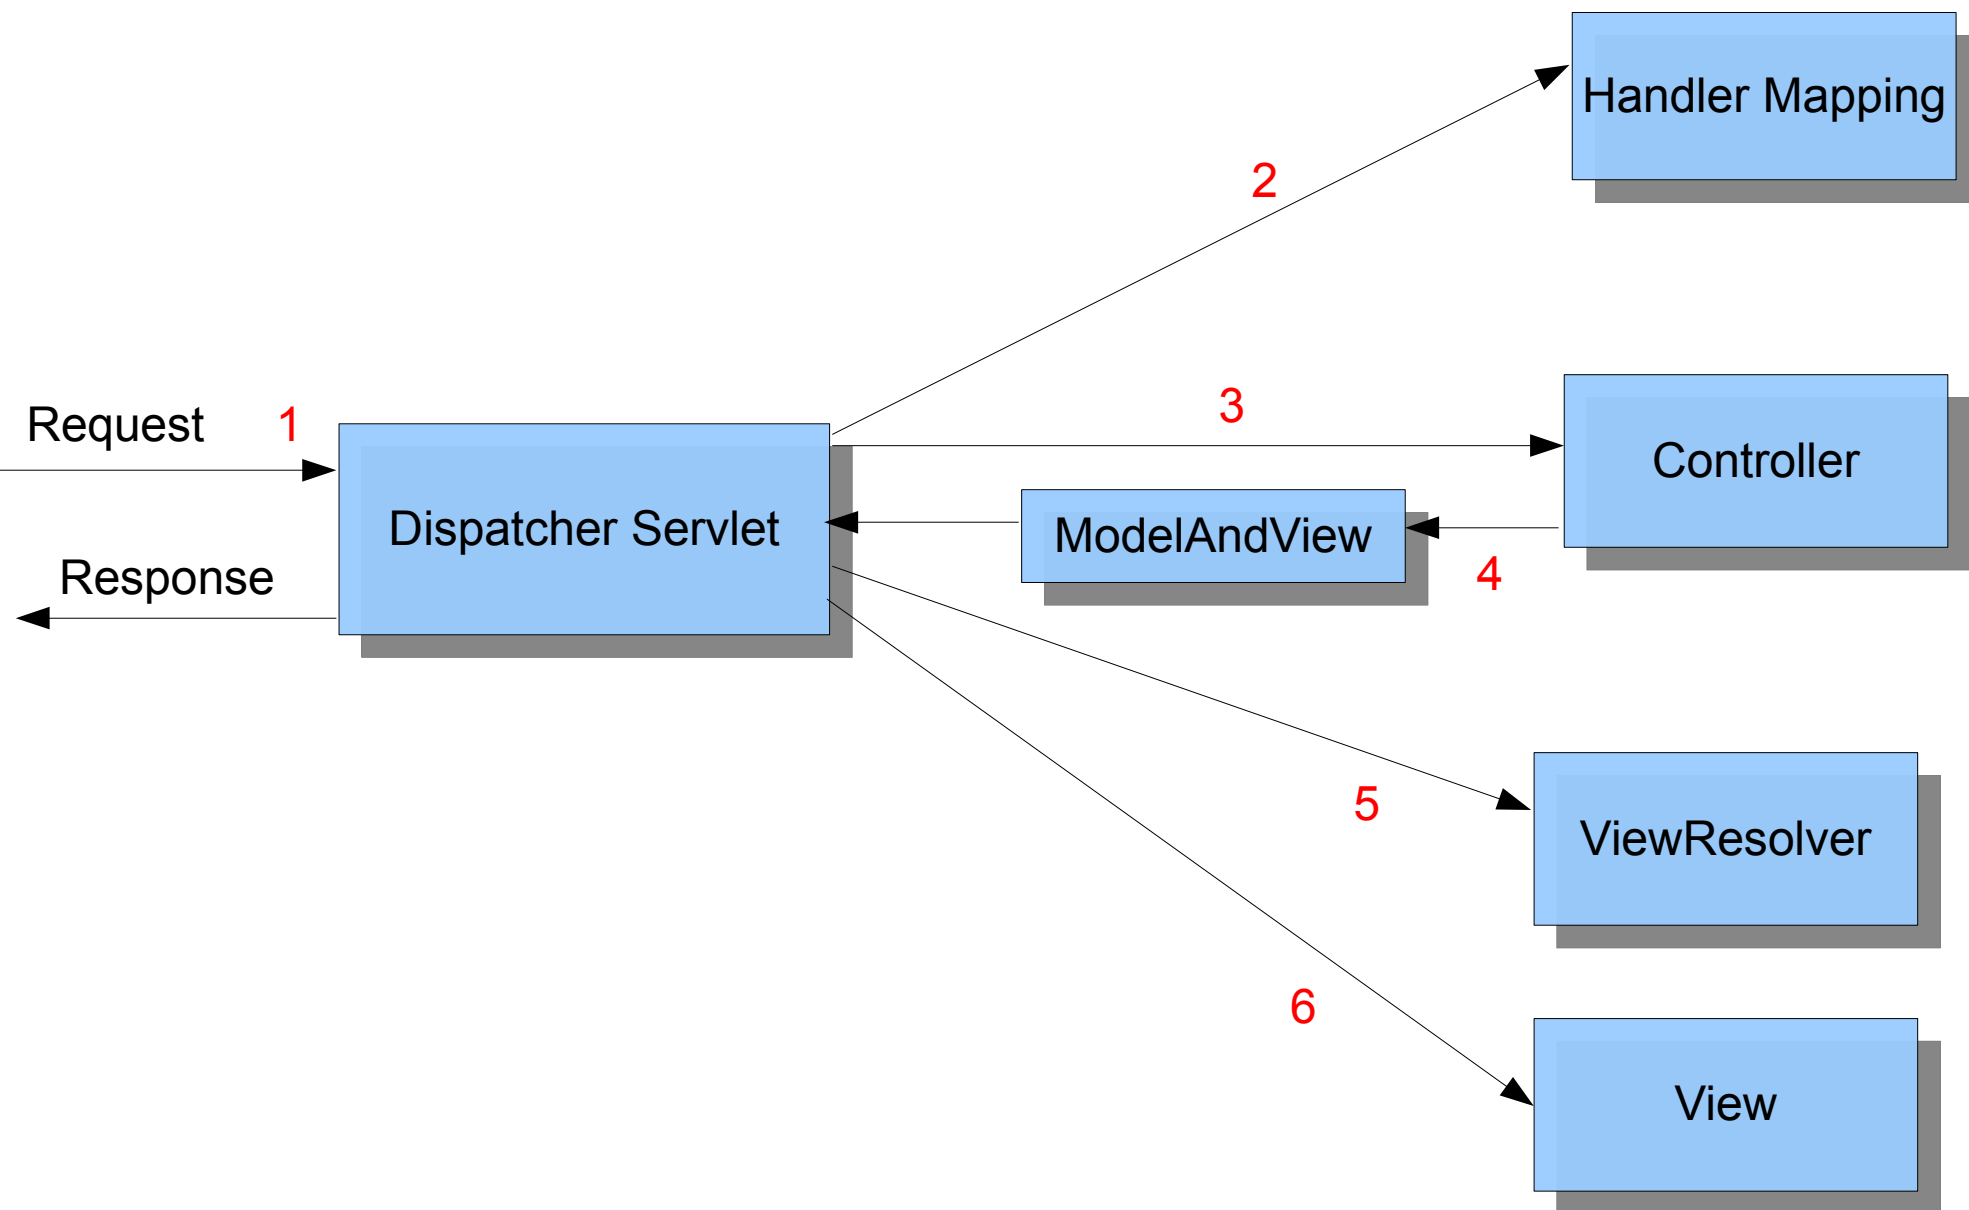 Handler Mapping
2
3
Request 1
Controller
Dispatcher Servlet
ModelAndView
4
Response
5
ViewResolver
6
View